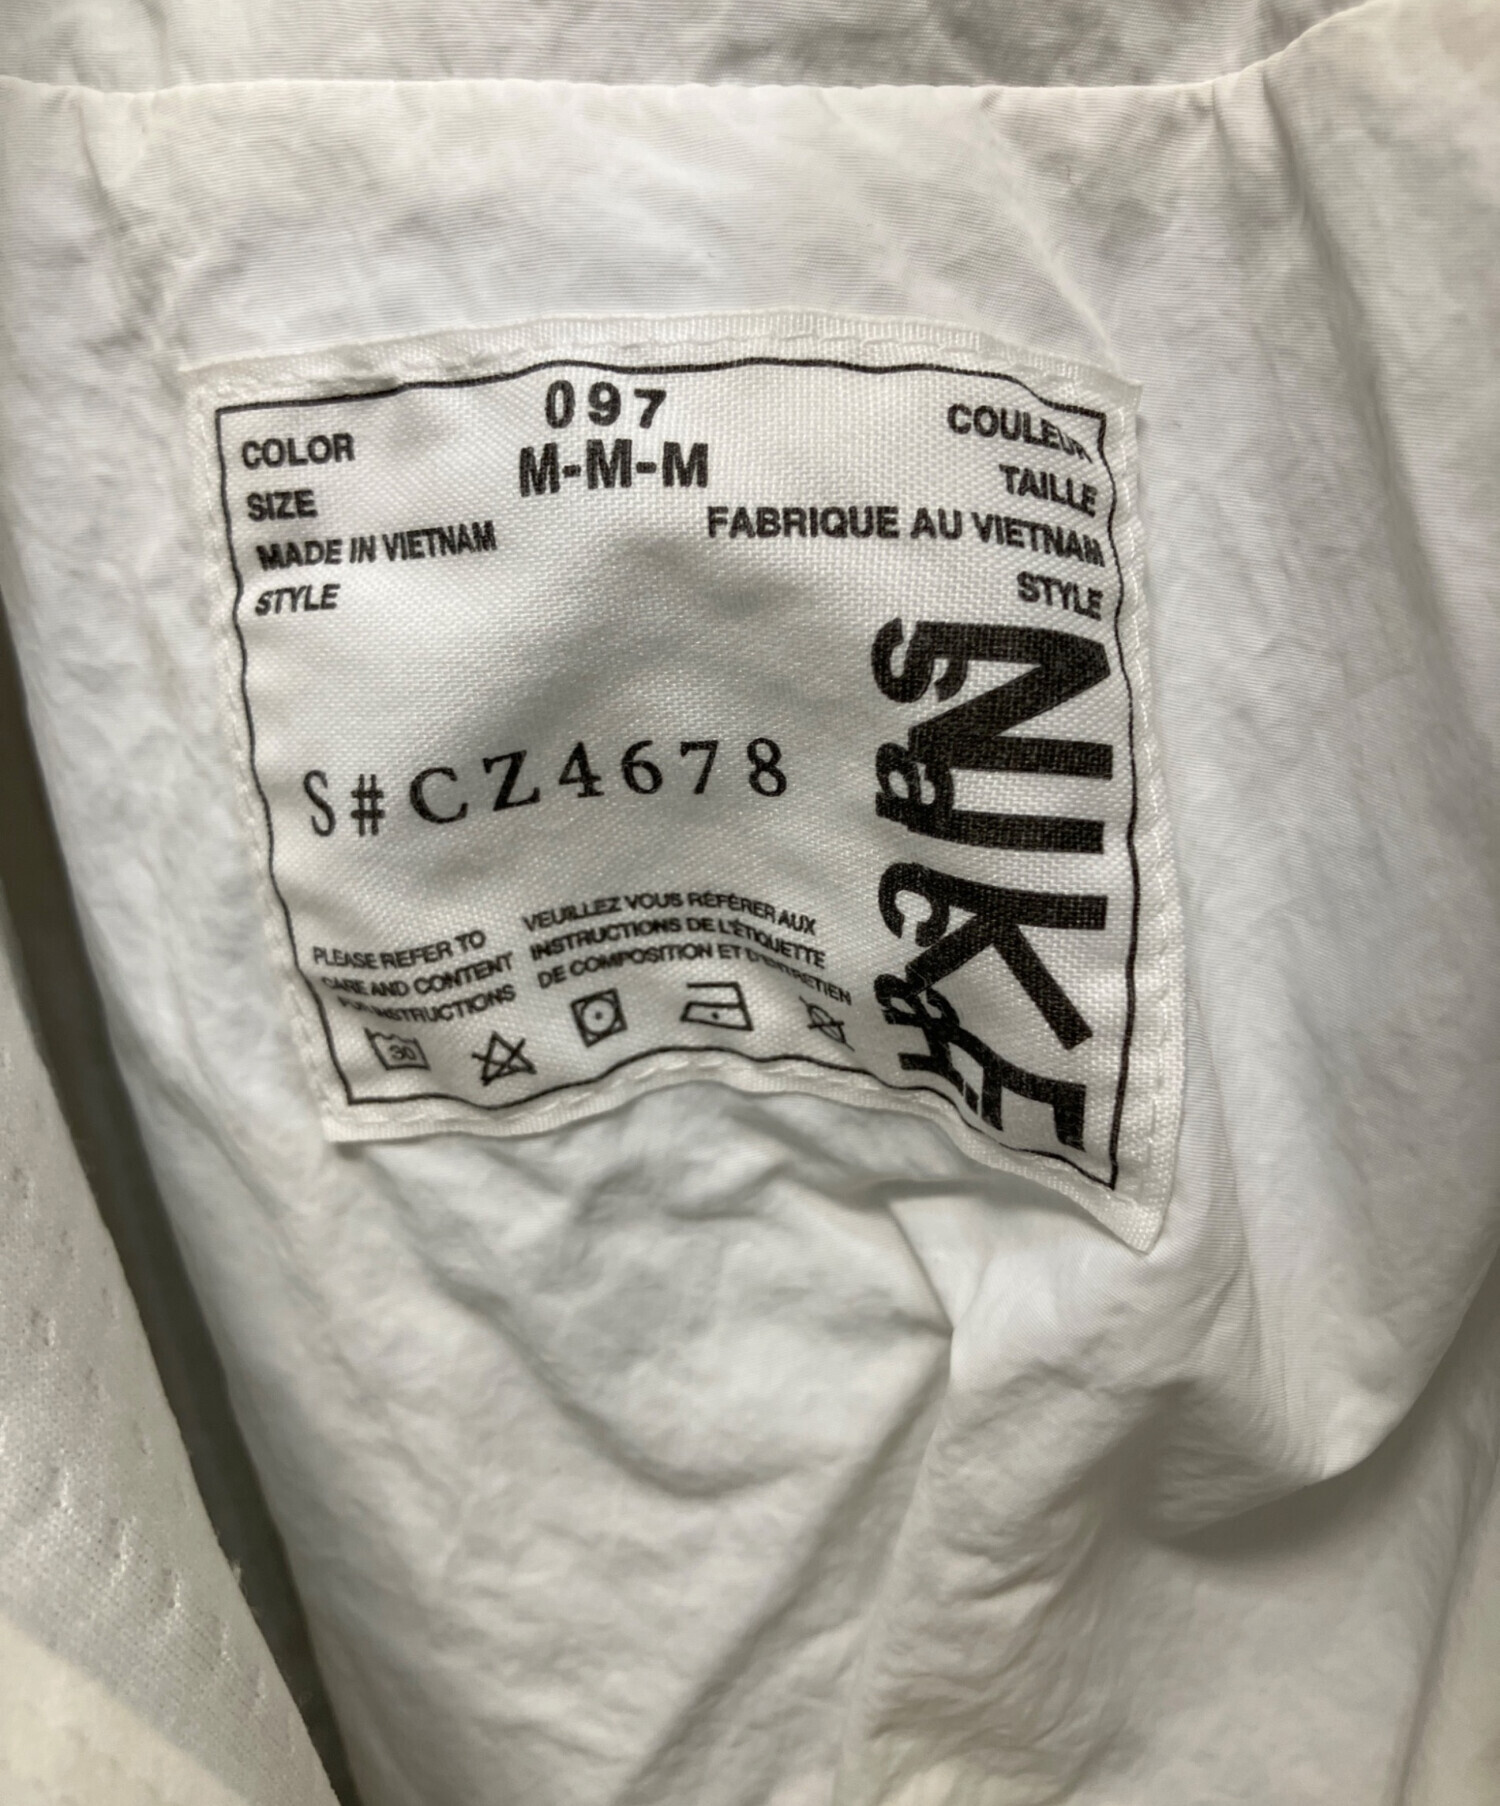 COLOR
097
COULEUR
SIZE
M-M-M
TAILLE
MADE IN VIETNAM
FABRIQUE AU VIETNAM
STYLE
STYLE
S#CZ4678
PLEASE REFER TO
CARE AND CONTENT
FOR INSTRUCTIONS
VEUILLEZ VOUS RÉFÉRER AUX
INSTRUCTIONS DE L'ÉTIQUETTE
DE COMPOSITION ET D'ENTRETIEN
30
NIKE
sacai